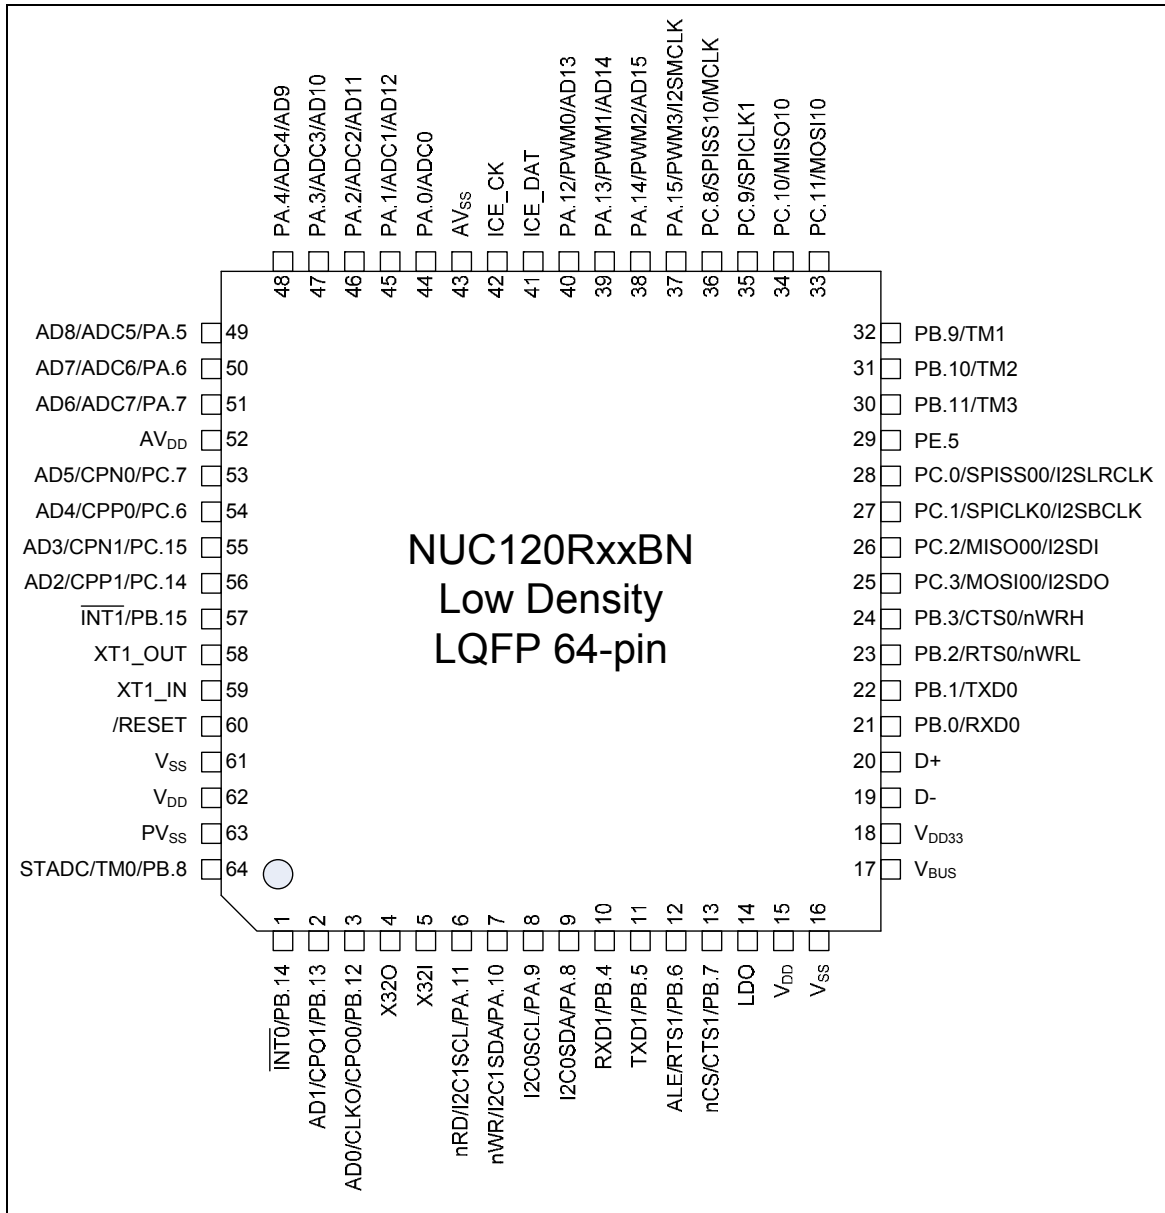 PA.4/ADC4/AD9
PA.3/ADC3/AD10
PA.2/ADC2/AD11
PA.1/ADC1/AD12
PA.0/ADC0
AVSS
ICE_CK
ICE_DAT
PA.12/PWM0/AD13
PA.13/PWM1/AD14
PA.14/PWM2/AD15
PA.15/PWM3/I2SMCLK
PC.8/SPISS10/MCLK
PC.9/SPICLK1
PC.10/MISO10
PC.11/MOSI10
48
47
46
45
44
43
42
41
40
39
38
37
36
35
34
33
AD8/ADC5/PA.5 49
AD7/ADC6/PA.6 50
AD6/ADC7/PA.7 51
AVDD 52
AD5/CPN0/PC.7 53
AD4/CPP0/PC.6 54
AD3/CPN1/PC.15 55
AD2/CPP1/PC.14 56
INT1/PB.15 57
XT1_OUT 58
XT1_IN 59
/RESET 60
VSS 61
VDD 62
PVSS 63
STADC/TM0/PB.8 64
NUC120RxxBN
Low Density
LQFP 64-pin
32 PB.9/TM1
31 PB.10/TM2
30 PB.11/TM3
29 PE.5
28 PC.0/SPISS00/I2SLRCLK
27 PC.1/SPICLK0/I2SBCLK
26 PC.2/MISO00/I2SDI
25 PC.3/MOSI00/I2SDO
24 PB.3/CTS0/nWRH
23 PB.2/RTS0/nWRL
22 PB.1/TXD0
21 PB.0/RXD0
20 D+
19 D-
18 VDD33
17 VBUS
1
2
3
4
5
6
7
8
9
10
11
12
13
14
15
16
INT0/PB.14
AD1/CPO1/PB.13
AD0/CLKO/CPO0/PB.12
X32O
X32I
nRD/I2C1SCL/PA.11
nWR/I2C1SDA/PA.10
I2C0SCL/PA.9
I2C0SDA/PA.8
RXD1/PB.4
TXD1/PB.5
ALE/RTS1/PB.6
nCS/CTS1/PB.7
LDO
VDD
VSS